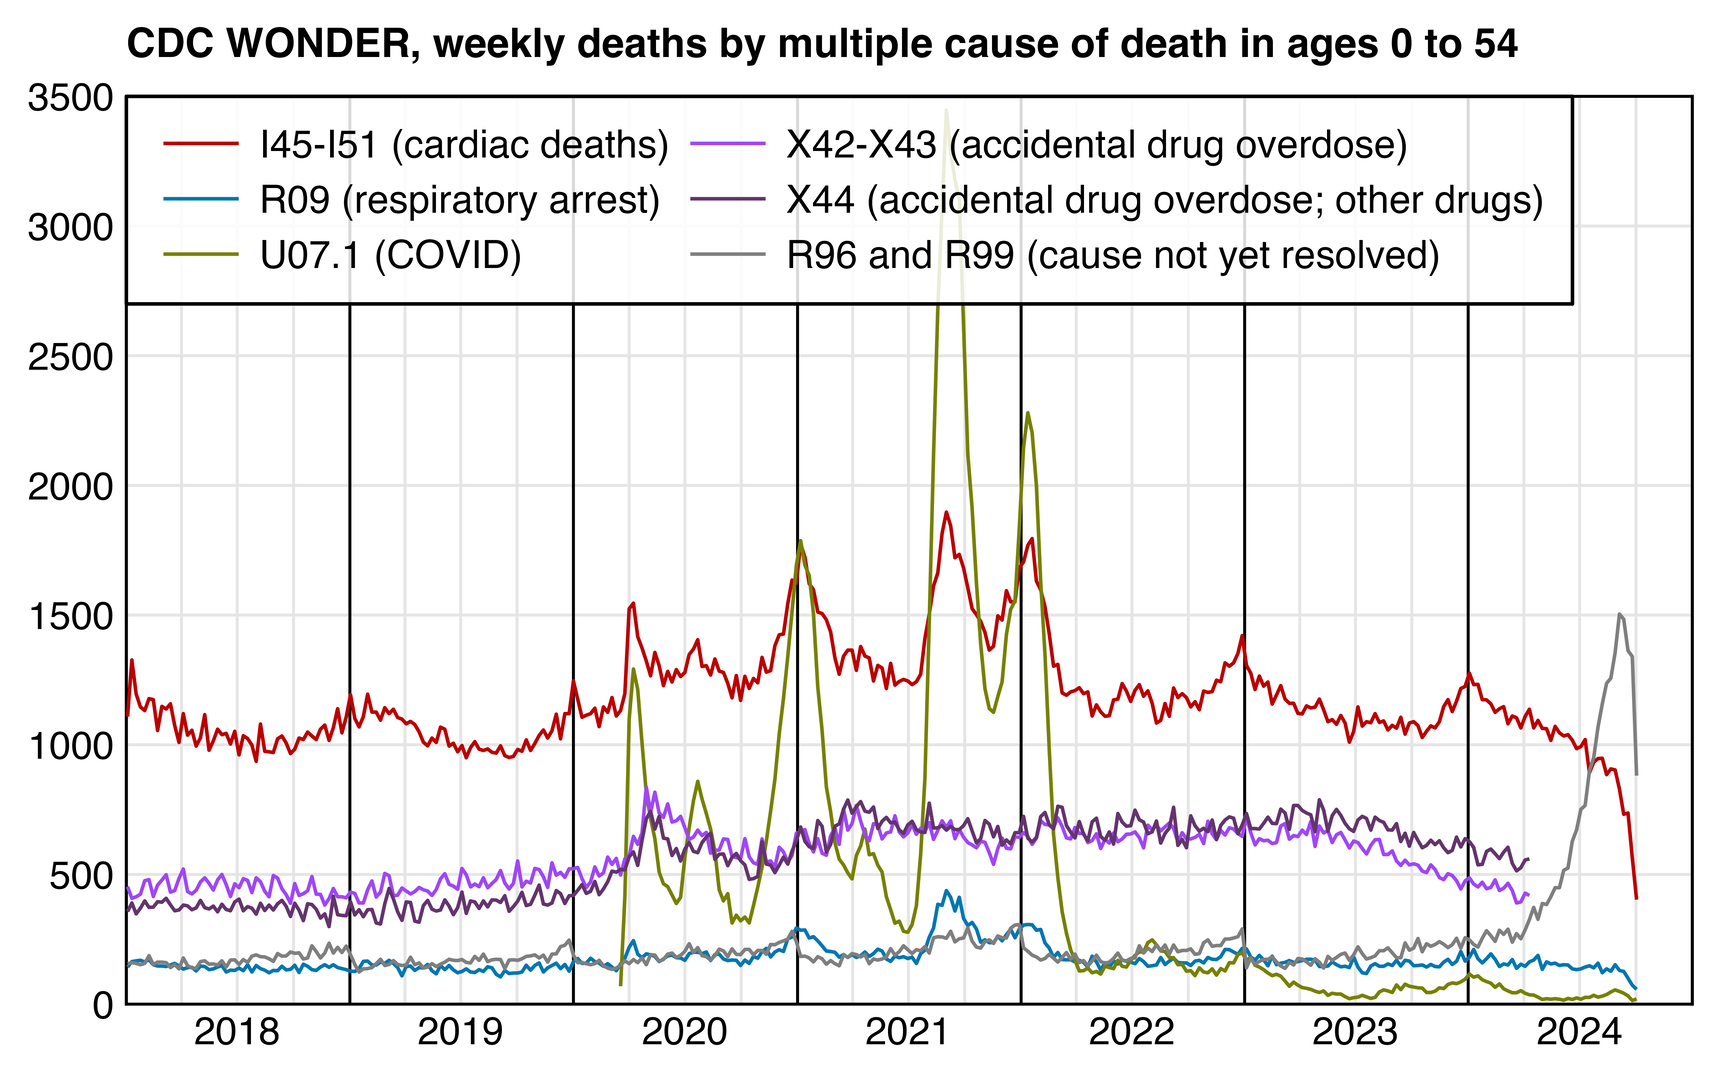 CDC WONDER, weekly deaths by multiple cause of death in ages 0 to 54
3500
3000
2500
2000
1500
1000
500
0
I45-I51 (cardiac deaths)
R09 (respiratory arrest)
U07.1 (COVID)
X42-X43 (accidental drug overdose)
X44 (accidental drug overdose; other drugs)
R96 and R99 (cause not yet resolved)
2018 2019 2020 2021 2022 2023 2024